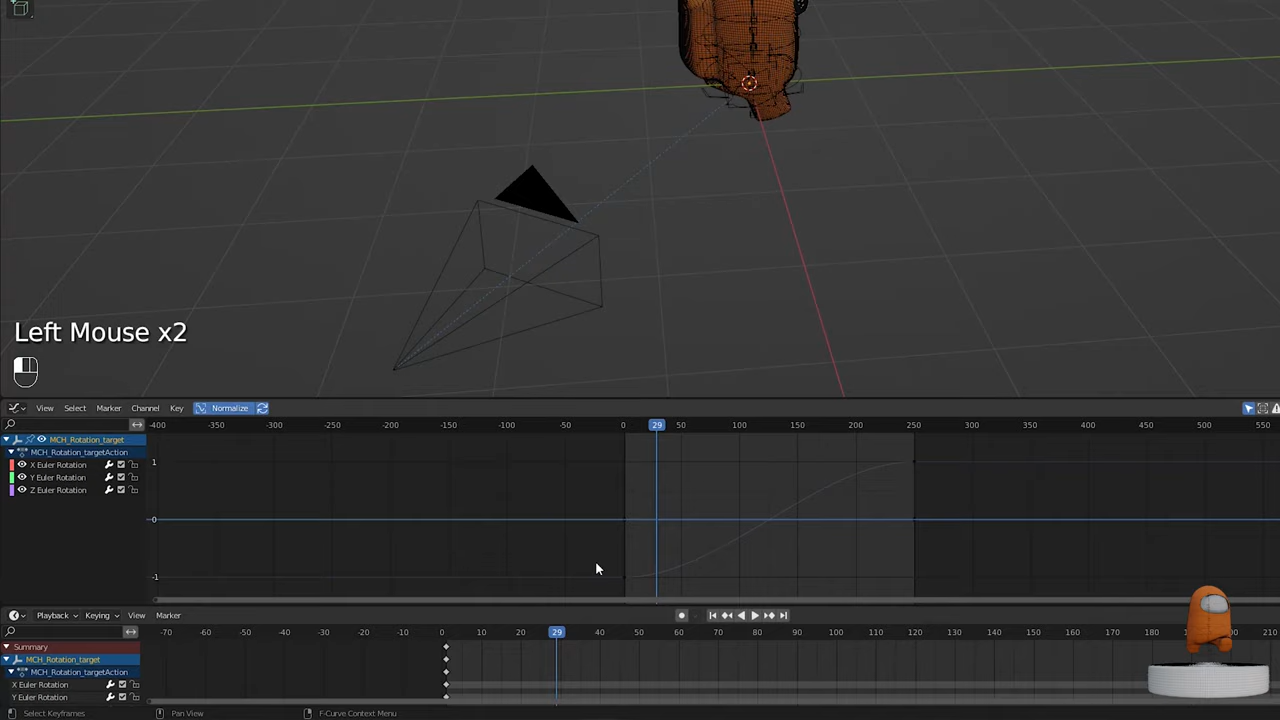 Left Mouse x2
View Select Marker Channel Key Normalize
-400 -350 -300 -250 -200 -150 -100 -50 0 29 50 100 150 200 250 300 350 400 450 500 550
MCH_Rotation_target
MCH_Rotation_targetAction
1
X Euler Rotation
Y Euler Rotation
Z Euler Rotation
0
-1
Playback Keying View Marker
-70 -60 -50 -40 -30 -20 -10 0 10 20 29 40 50 60 70 80 90 100 110 120 130 140 150 160 170 180 190 200 210
Summary
MCH_Rotation_target
MCH_Rotation_targetAction
X Euler Rotation
Y Euler Rotation
Select Keyframes Pan View F-Curve Context Menu